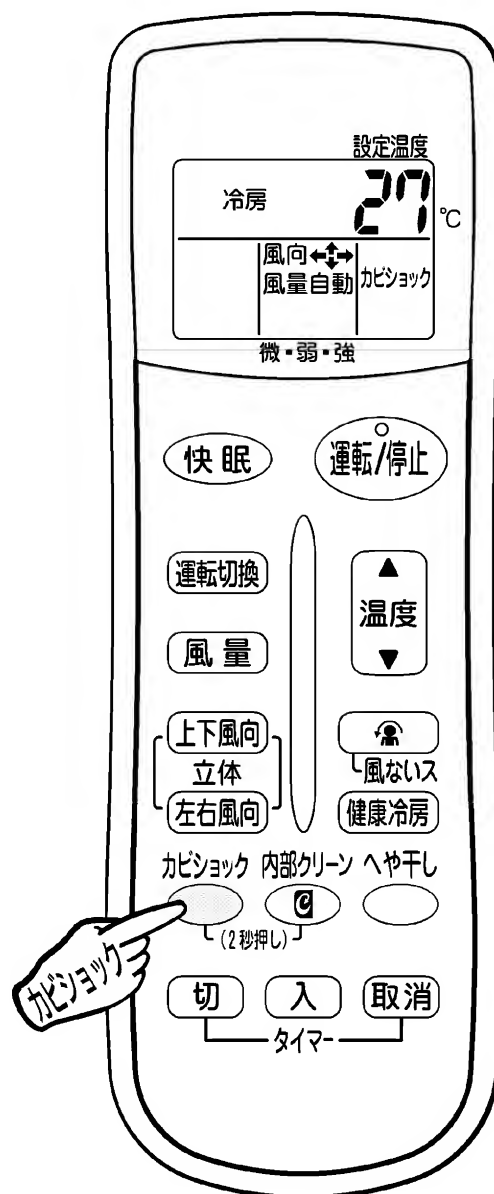 設定温度
冷房 27℃
風向
風量自動 カビショック
微・弱・強
快眠 運転/停止
運転切換 ▲
温度
風量 ▼
上下風向
立体 風ないス
左右風向 健康冷房
カビショック 内部クリーン へや干し
(2秒押し)
カビショック
切 入 取消
タイマー